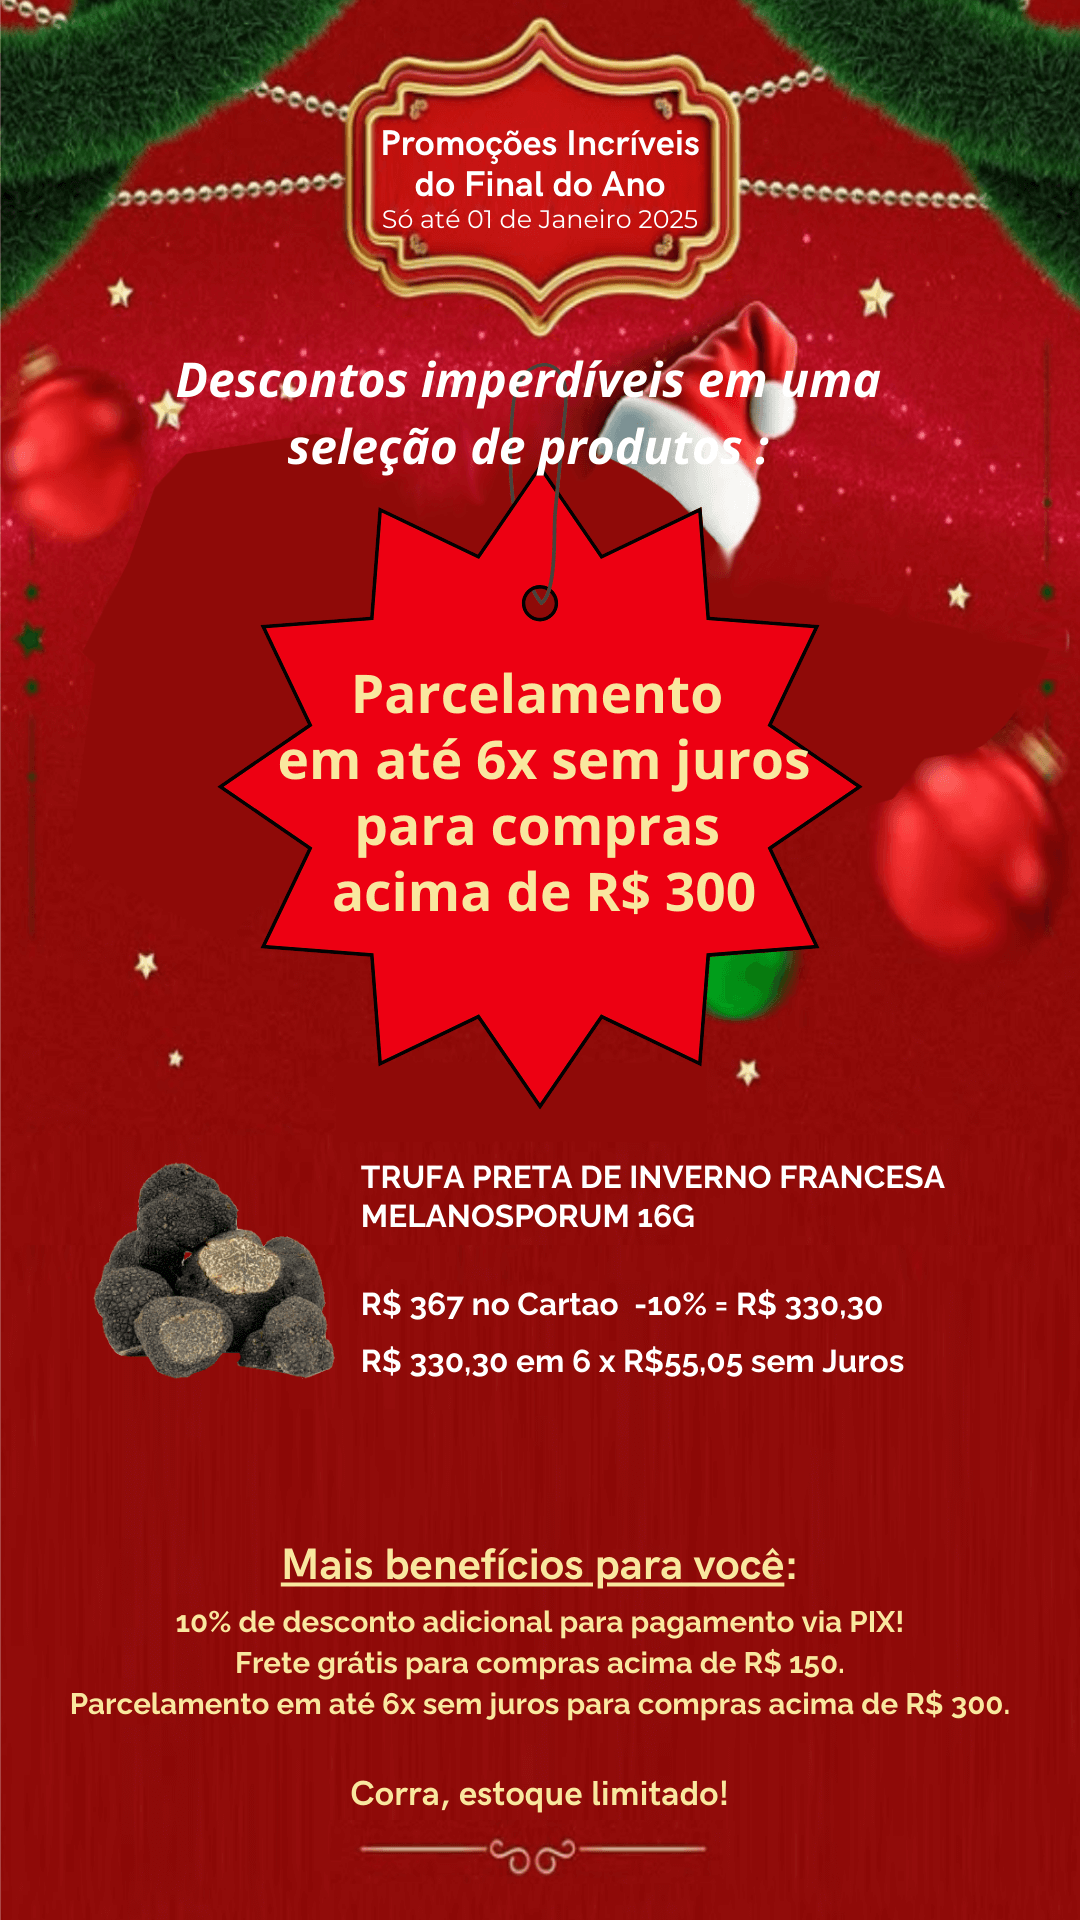 Promoções Incríveis
do Final do Ano
Só até 01 de Janeiro 2025
Descontos imperdíveis em uma
seleção de produtos :
Parcelamento
em até 6x sem juros
para compras
acima de R$ 300
TRUFA PRETA DE INVERNO FRANCESA
MELANOSPORUM 16G
R$ 367 no Cartao -10% = R$ 330,30
R$ 330,30 em 6 x R$55,05 sem Juros
Mais benefícios para você:
10% de desconto adicional para pagamento via PIX!
Frete grátis para compras acima de R$ 150.
Parcelamento em até 6x sem juros para compras acima de R$ 300.
Corra, estoque limitado!